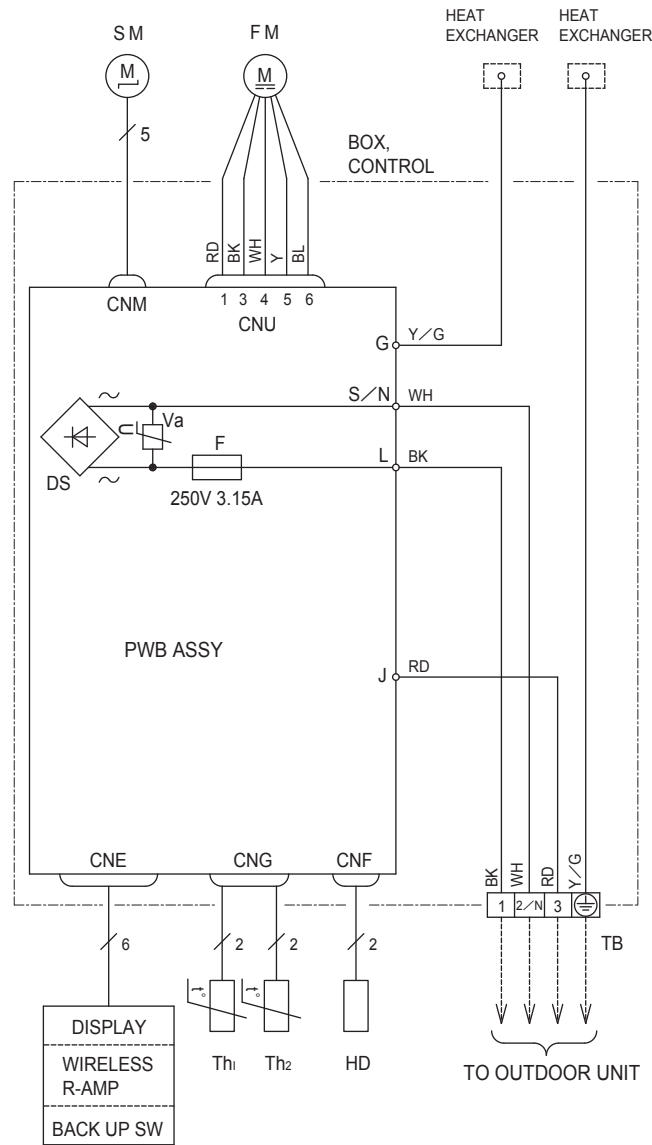 HEAT EXCHANGER
HEAT EXCHANGER
S M
F M
M
M
5
BOX, CONTROL
RD
BK
WH
Y
BL
CNM
1 3 4 5 6
CNU
G
Y/G
S/N
WH
Va
F
L
BK
DS
250V 3.15A
PWB ASSY
J
RD
CNE
CNG
CNF
BK
WH
RD
Y/G
1
2/N
3
TB
6
2
2
2
t°
t°
DISPLAY
WIRELESS R-AMP
BACK UP SW
Th1
Th2
HD
TO OUTDOOR UNIT